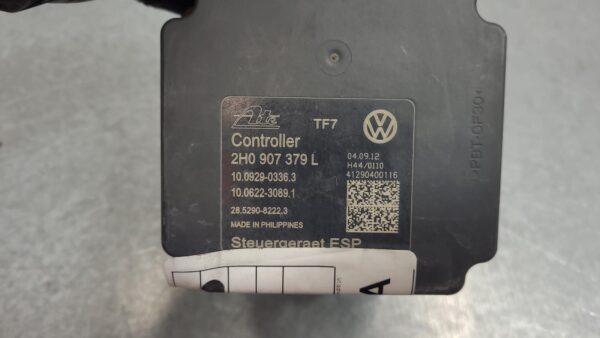 Ate
TF7
Controller
2H0 907 379 L
04.09.12
H44/0110
10.0929-0336.3
41290400116
10.0622-3089.1
28.5290-8222.3
MADE IN PHILIPPINES
Steuergeraet ESP
A